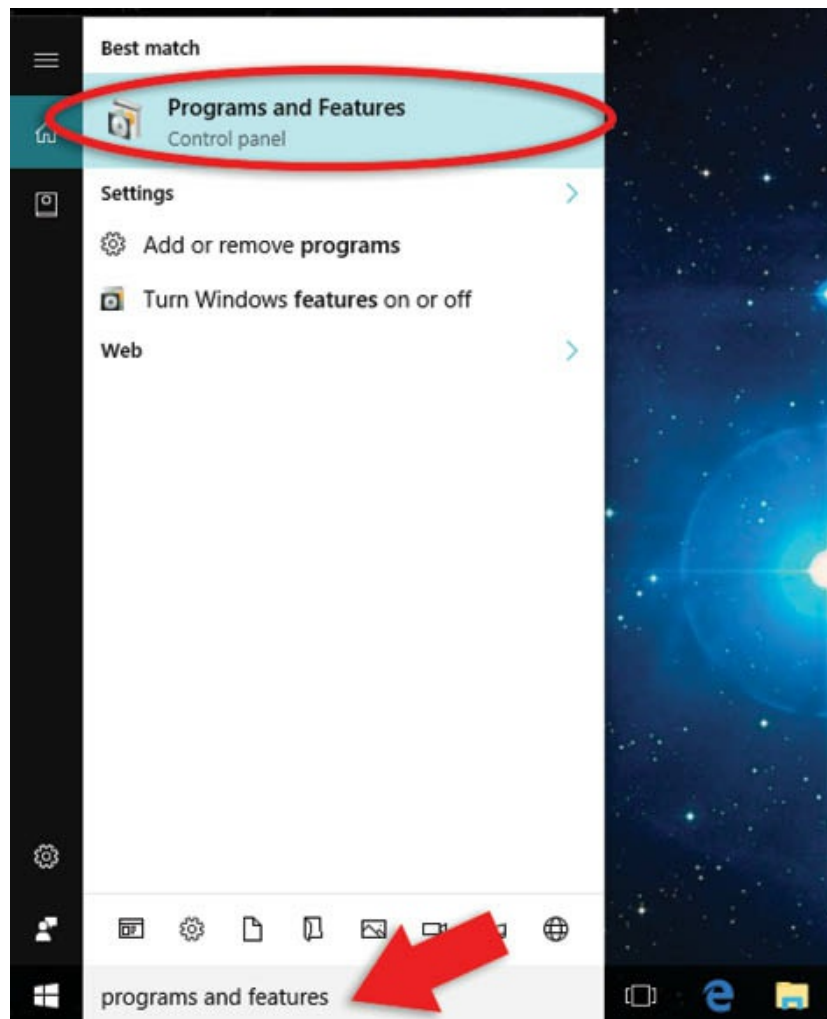 Best match
Programs and Features
Control panel
Settings
Add or remove programs
Turn Windows features on or off
Web
programs and features